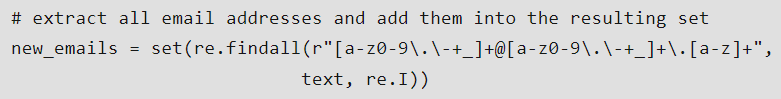 # extract all email addresses and add them into the resulting set
new_emails = set(re.findall(r"[a-z0-9\.\-+_]+@[a-z0-9\.\-+_]+\.[a-z]+",
text, re.I))